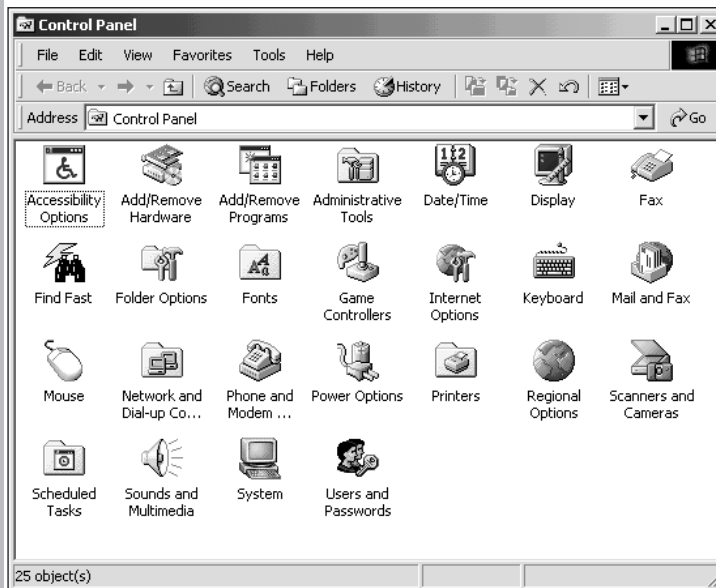 Control Panel
File Edit View Favorites Tools Help
Back Search Folders History
Address Control Panel Go
Accessibility Options
Add/Remove Hardware
Add/Remove Programs
Administrative Tools
Date/Time
Display
Fax
Find Fast
Folder Options
Fonts
Game Controllers
Internet Options
Keyboard
Mail and Fax
Mouse
Network and Dial-up Co...
Phone and Modem ...
Power Options
Printers
Regional Options
Scanners and Cameras
Scheduled Tasks
Sounds and Multimedia
System
Users and Passwords
25 object(s)